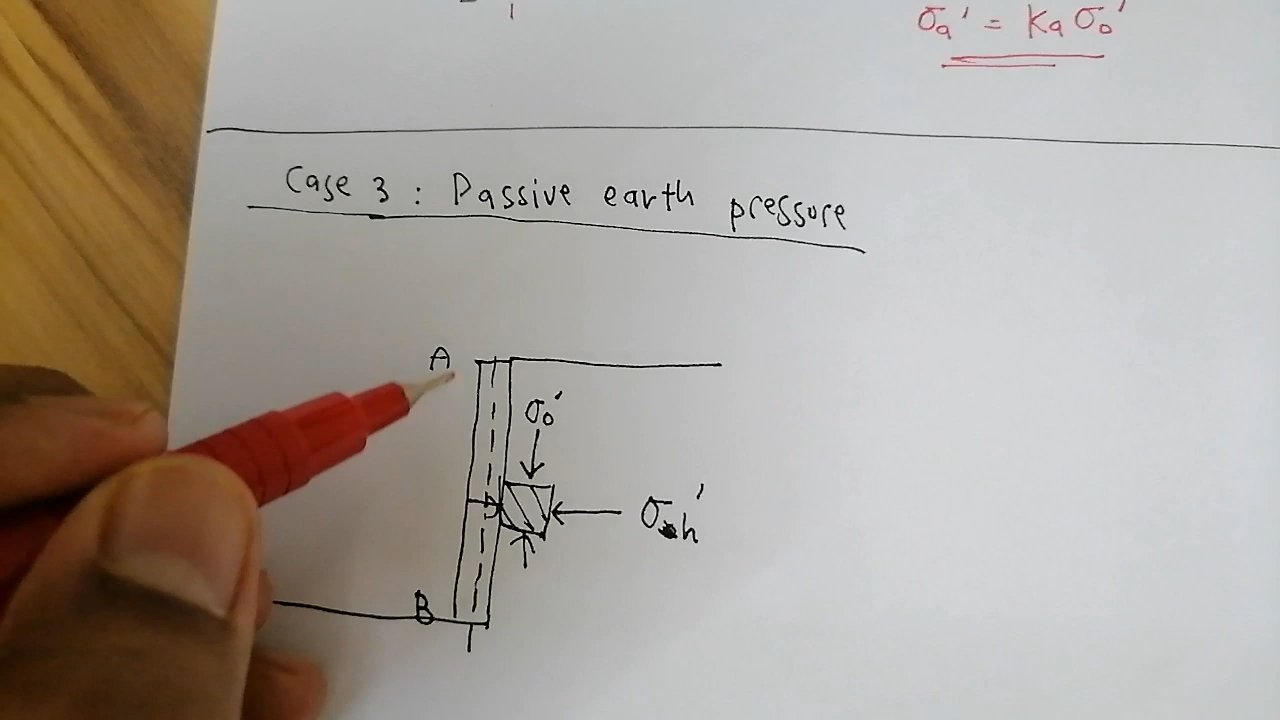 σa' = Ka σo'
Case 3 : Passive earth pressure
A
σo'
σh'
B